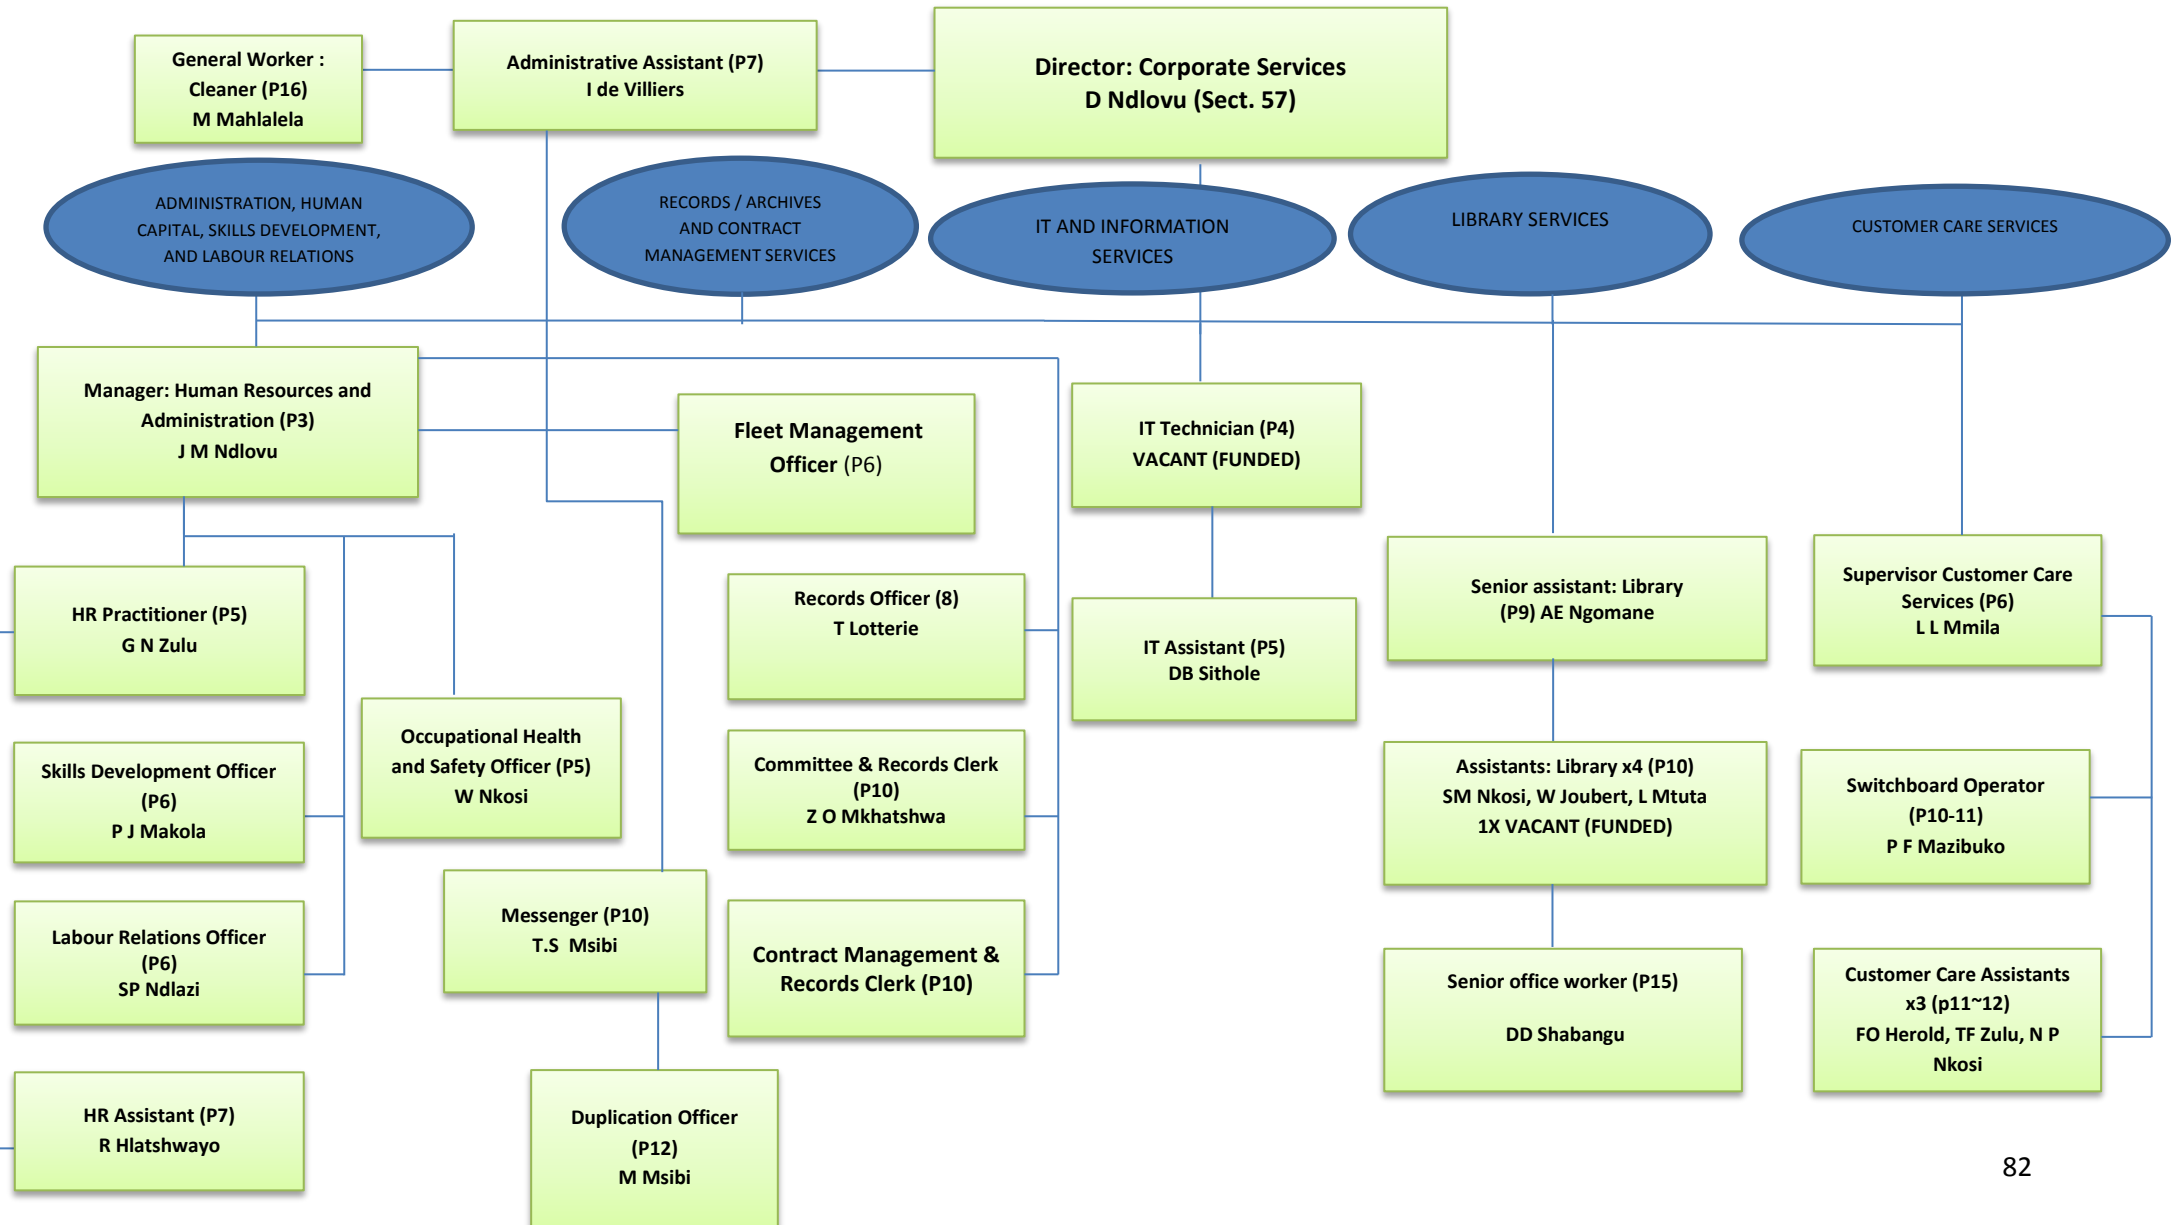 General Worker :
Cleaner (P16)
M Mahlalela
Administrative Assistant (P7)
I de Villiers
Director: Corporate Services
D Ndlovu (Sect. 57)
ADMINISTRATION, HUMAN
CAPITAL, SKILLS DEVELOPMENT,
AND LABOUR RELATIONS
RECORDS / ARCHIVES
AND CONTRACT
MANAGEMENT SERVICES
IT AND INFORMATION
SERVICES
LIBRARY SERVICES
CUSTOMER CARE SERVICES
Manager: Human Resources and
Administration (P3)
J M Ndlovu
Fleet Management
Officer (P6)
IT Technician (P4)
VACANT (FUNDED)
HR Practitioner (P5)
G N Zulu
Records Officer (8)
T Lotterie
IT Assistant (P5)
DB Sithole
Senior assistant: Library
(P9) AE Ngomane
Supervisor Customer Care
Services (P6)
L L Mmila
Skills Development Officer
(P6)
P J Makola
Occupational Health
and Safety Officer (P5)
W Nkosi
Committee & Records Clerk
(P10)
Z O Mkhatshwa
Assistants: Library x4 (P10)
SM Nkosi, W Joubert, L Mtuta
1X VACANT (FUNDED)
Switchboard Operator
(P10-11)
P F Mazibuko
Labour Relations Officer
(P6)
SP Ndlazi
Messenger (P10)
T.S  Msibi
Contract Management &
Records Clerk (P10)
Senior office worker (P15)
DD Shabangu
Customer Care Assistants
x3 (p11~12)
FO Herold, TF Zulu, N P
Nkosi
HR Assistant (P7)
R Hlatshwayo
Duplication Officer
(P12)
M Msibi
82